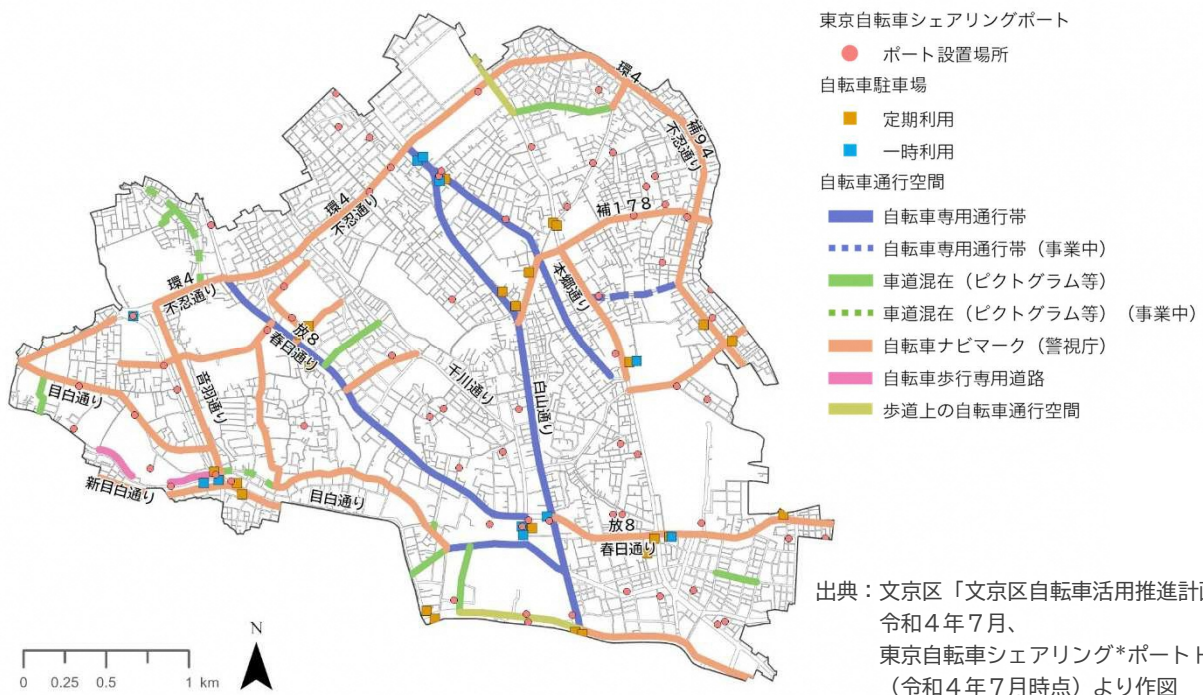 東京自転車シェアリングポート
ポート設置場所
自転車駐車場
定期利用
一時利用
自転車通行空間
自転車専用通行帯
自転車専用通行帯（事業中）
車道混在（ピクトグラム等）
車道混在（ピクトグラム等）（事業中）
自転車ナビマーク（警視庁）
自転車歩行専用道路
歩道上の自転車通行空間
環4
補94
不忍通り
環4
不忍通り
補178
本郷通り
環4
不忍通り
放8
春日通り
千川通り
白山通り
音羽通り
目白通り
新目白通り
目白通り
放8
春日通り
出典：文京区「文京区自転車活用推進計画
令和4年7月、
東京自転車シェアリング*ポートH
（令和4年7月時点）より作図
N
0 0.25 0.5 1 km